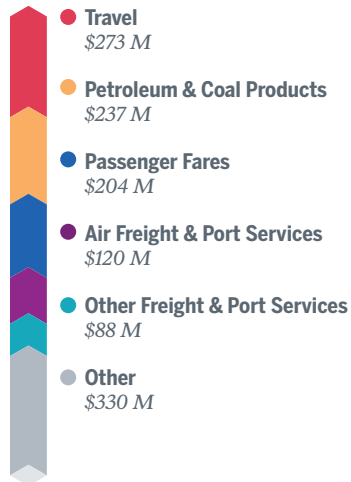 Travel
$273 M
Petroleum & Coal Products
$237 M
Passenger Fares
$204 M
Air Freight & Port Services
$120 M
Other Freight & Port Services
$88 M
Other
$330 M